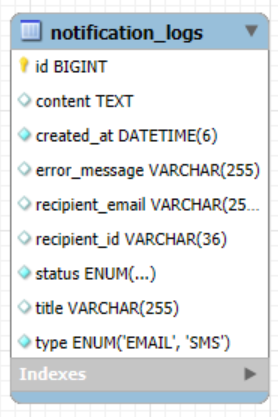 notification_logs
id BIGINT
content TEXT
created_at DATETIME(6)
error_message VARCHAR(255)
recipient_email VARCHAR(25...
recipient_id VARCHAR(36)
status ENUM(...)
title VARCHAR(255)
type ENUM('EMAIL', 'SMS')
Indexes